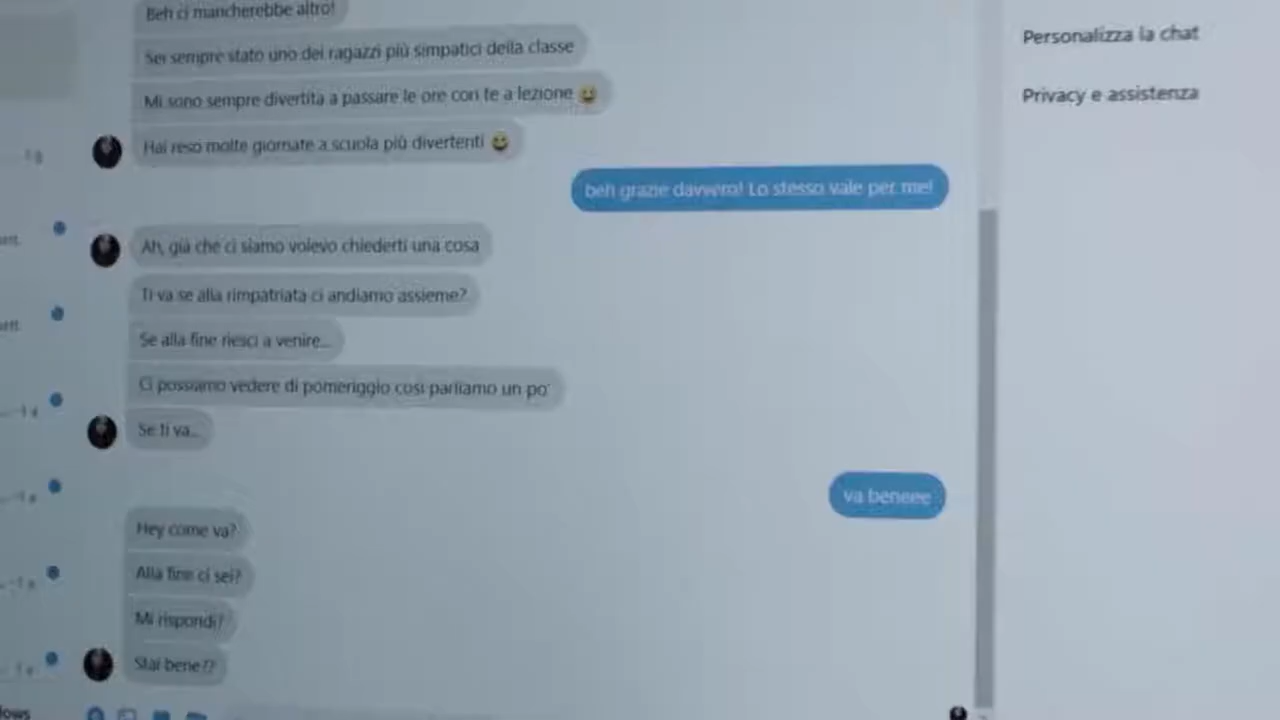 Beh ci mancherebbe altro!
Personalizza la chat
Sei sempre stato uno dei ragazzi più simpatici della classe
Mi sono sempre divertita a passare le ore con te a lezione 😃
Privacy e assistenza
Hai reso molte giornate a scuola più divertenti 😄
beh grazie davvero! Lo stesso vale per me!
Ah, già che ci siamo volevo chiederti una cosa
Ti va se alla rimpatriata ci andiamo assieme?
Se alla fine riesci a venire...
Ci possiamo vedere di pomeriggio così parliamo un po'
Se ti va...
va beneee
Hey come va?
Alla fine ci sei?
Mi rispondi?
Stai bene!?